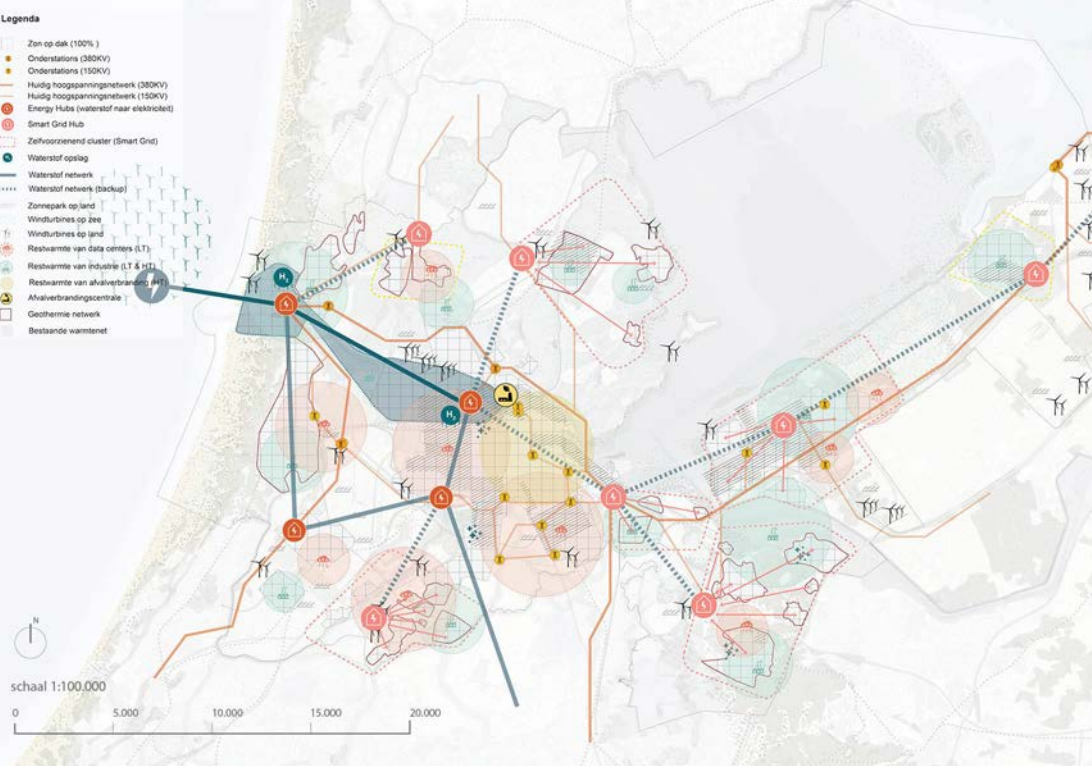 Legenda
Zon op dak (100% )
Onderstations (380KV)
Onderstations (150KV)
Huidig hoogspanningsnetwerk (380KV)
Huidig hoogspanningsnetwerk (150KV)
Energy Hubs (waterstof naar elektriciteit)
Smart Grid Hub
Zelfvoorzienend cluster (Smart Grid)
H₂ Waterstof opslag
Waterstof netwerk
Waterstof netwerk (backup)
Zonnepark op land
Windturbines op zee
Windturbines op land
Restwarmte van data centers (LT)
Restwarmte van industrie (LT & HT)
Restwarmte van afvalverbranding (HT)
Afvalverbrandingscentrale
Geothermie netwerk
Bestaande warmtenet
H₂
H₂
N
schaal 1:100.000
0 5.000 10.000 15.000 20.000